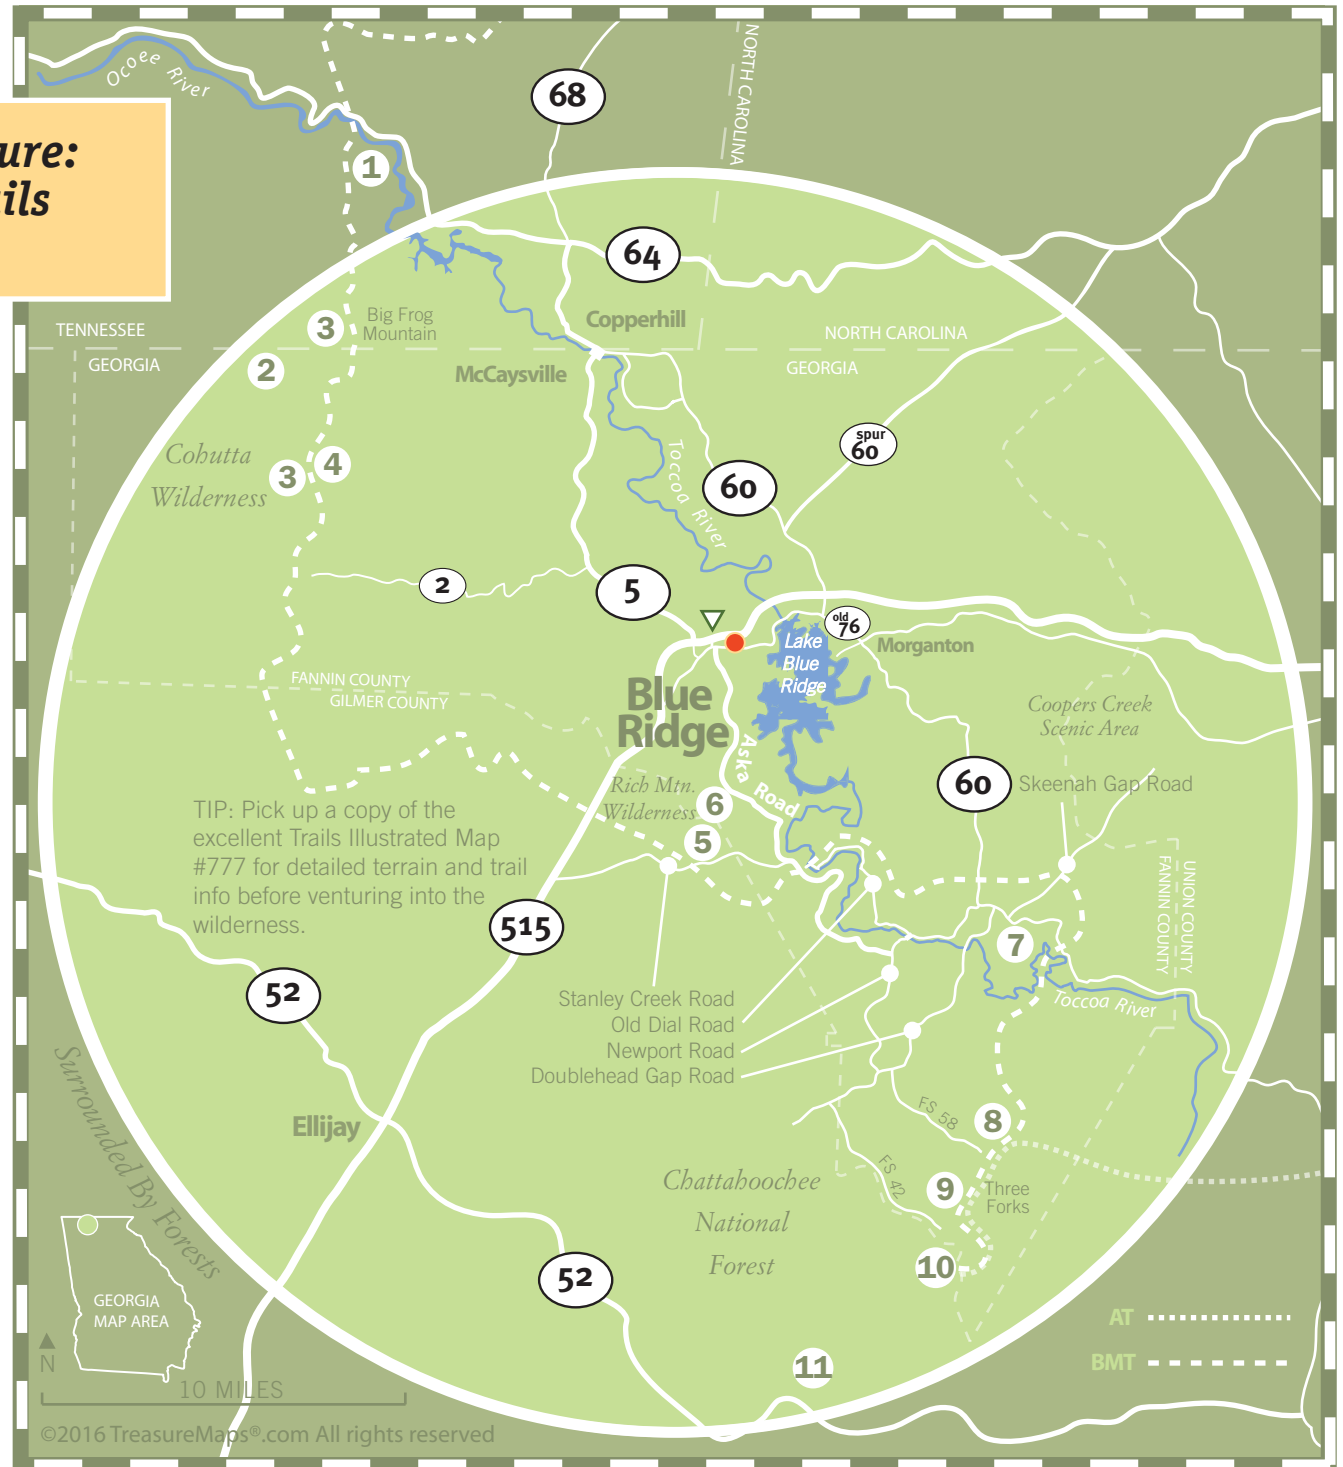 Ocoee River
68
NORTH CAROLINA
ure:
ils
1
64
Copperhill
3
Big Frog
Mountain
TENNESSEE
NORTH CAROLINA
GEORGIA
GEORGIA
2
McCaysville
spur
60
Cohutta
Wilderness
3
4
Toccoa River
60
2
5
old
76
Lake
Blue
Ridge
Morganton
FANNIN COUNTY
GILMER COUNTY
Blue
Ridge
Coopers Creek
Scenic Area
Aska Road
60
Skeenah Gap Road
Rich Mtn.
Wilderness
6
5
TIP: Pick up a copy of the
excellent Trails Illustrated Map
#777 for detailed terrain and trail
info before venturing into the
wilderness.
UNION COUNTY
FANNIN COUNTY
515
7
52
Stanley Creek Road
Old Dial Road
Newport Road
Doublehead Gap Road
Toccoa River
Surrounded By Forests
Ellijay
FS 58
8
FS 42
Chattahoochee
National
Forest
9
Three
Forks
10
52
GEORGIA
MAP AREA
AT
N
BMT
11
10 MILES
©2016 TreasureMaps®.com All rights reserved